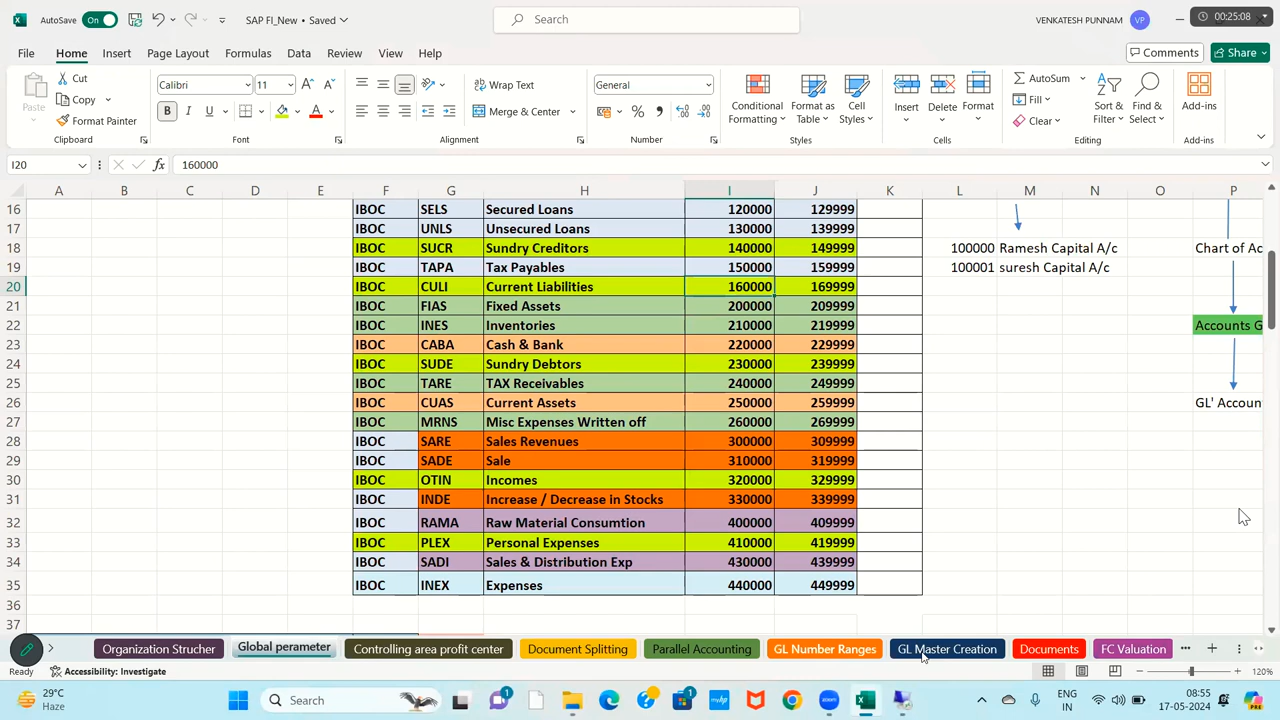 AutoSave On SAP FI_New • Saved Search VENKATESH PUNNAM VP 00:25:08
File Home Insert Page Layout Formulas Data Review View Help Comments Share
Paste Cut Copy Format Painter Clipboard
Calibri 11 B I U A Font
Wrap Text Merge & Center Alignment
General % Number
Conditional Formatting Format as Table Cell Styles Styles
Insert Delete Format Cells
AutoSum Fill Clear Sort & Filter Find & Select Editing
Add-ins Add-ins
I20 fx 160000
A B C D E F G H I J K L M N O P
16 IBOC SELS Secured Loans 120000 129999
17 IBOC UNLS Unsecured Loans 130000 139999
18 IBOC SUCR Sundry Creditors 140000 149999 100000 Ramesh Capital A/c Chart of Ac
19 IBOC TAPA Tax Payables 150000 159999 100001 suresh Capital A/c
20 IBOC CULI Current Liabilities 160000 169999
21 IBOC FIAS Fixed Assets 200000 209999
22 IBOC INES Inventories 210000 219999 Accounts G
23 IBOC CABA Cash & Bank 220000 229999
24 IBOC SUDE Sundry Debtors 230000 239999
25 IBOC TARE TAX Receivables 240000 249999
26 IBOC CUAS Current Assets 250000 259999 GL' Accoun
27 IBOC MRNS Misc Expenses Written off 260000 269999
28 IBOC SARE Sales Revenues 300000 309999
29 IBOC SADE Sale 310000 319999
30 IBOC OTIN Incomes 320000 329999
31 IBOC INDE Increase / Decrease in Stocks 330000 339999
32 IBOC RAMA Raw Material Consumtion 400000 409999
33 IBOC PLEX Personal Expenses 410000 419999
34 IBOC SADI Sales & Distribution Exp 430000 439999
35 IBOC INEX Expenses 440000 449999
36
37
Organization Strucher Global perameter Controlling area profit center Document Splitting Parallel Accounting GL Number Ranges GL Master Creation Documents FC Valuation
Ready Accessibility: Investigate 120%
29°C Haze Search ENG IN 08:55 17-05-2024